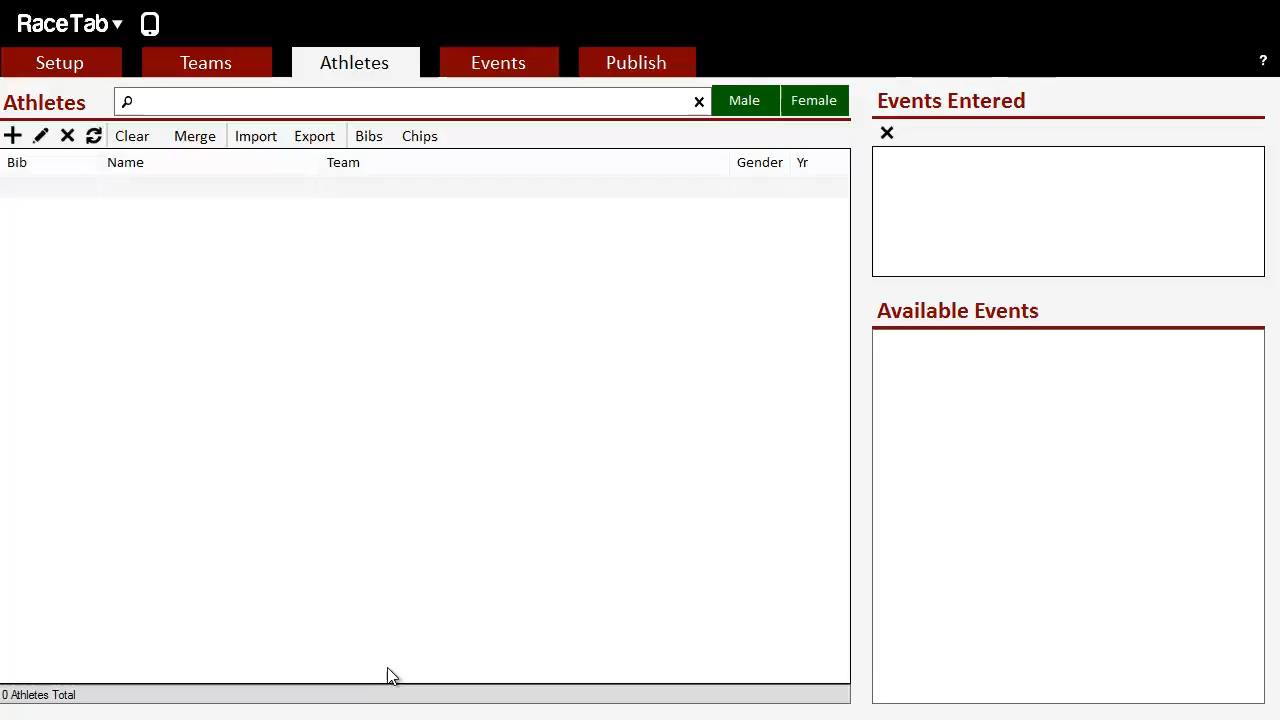 RaceTab
Setup Teams Athletes Events Publish ?
Athletes Male Female
Clear Merge Import Export Bibs Chips
Bib Name Team Gender Yr
0 Athletes Total
Events Entered
Available Events